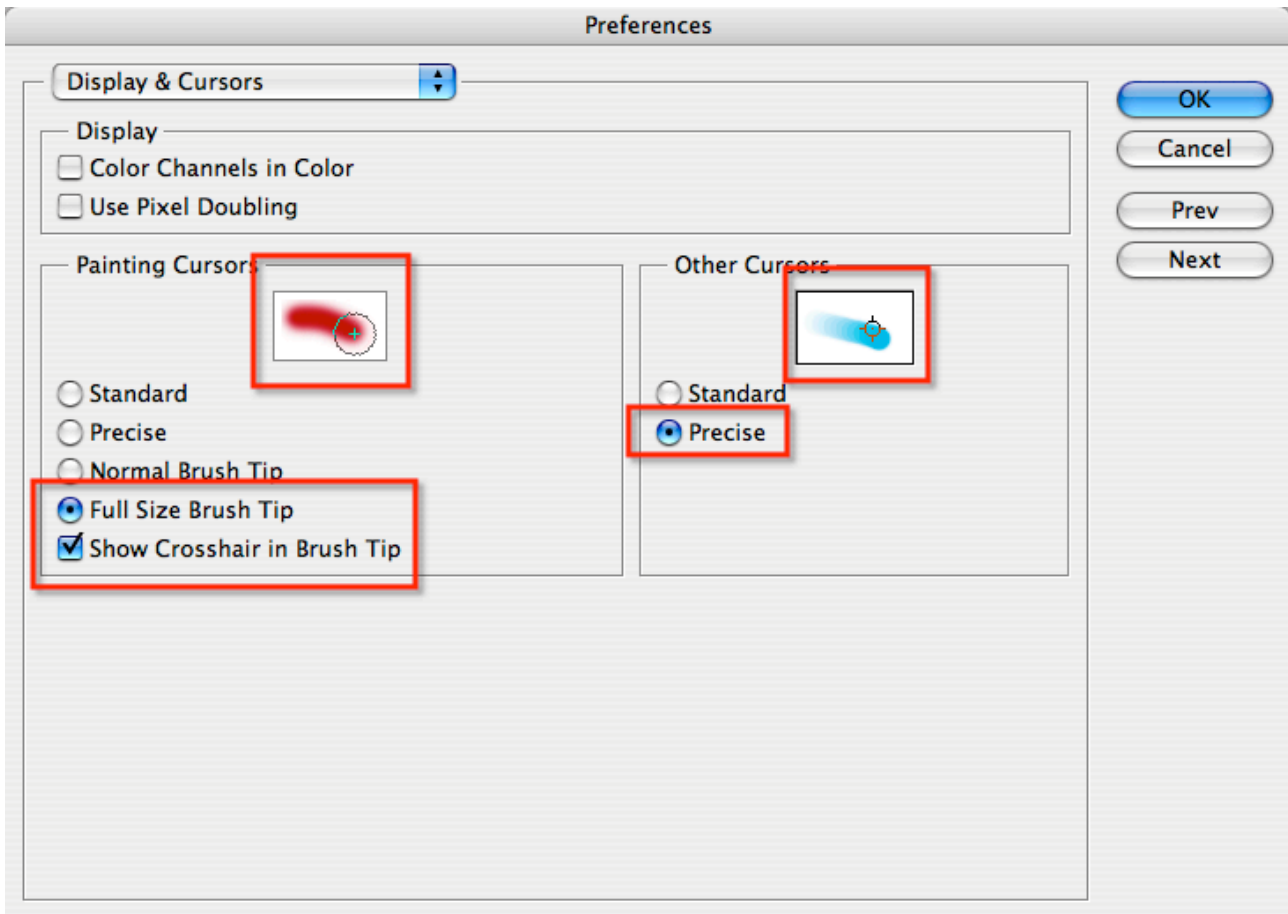 Preferences
Display & Cursors
OK
Cancel
Prev
Next
Display
Color Channels in Color
Use Pixel Doubling
Painting Cursors
Standard
Precise
Normal Brush Tip
Full Size Brush Tip
Show Crosshair in Brush Tip
Other Cursors
Standard
Precise